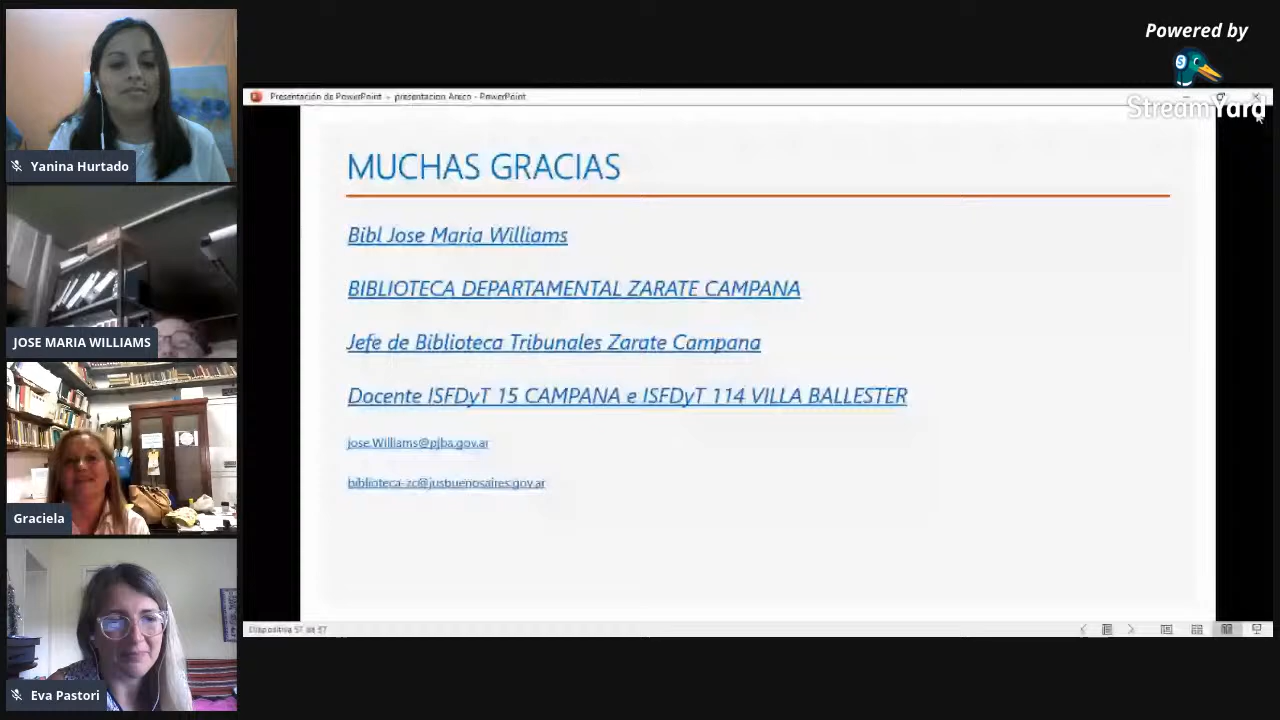 Yanina Hurtado
JOSE MARIA WILLIAMS
Graciela
Eva Pastori
Powered by
StreamYard
Presentación de PowerPoint - presentacion Areco - PowerPoint
MUCHAS GRACIAS
Bibl Jose Maria Williams
BIBLIOTECA DEPARTAMENTAL ZARATE CAMPANA
Jefe de Biblioteca Tribunales Zarate Campana
Docente ISFDyT 15 CAMPANA e ISFDyT 114 VILLA BALLESTER
jose.Williams@pjba.gov.ar
biblioteca-zc@jusbuenosaires.gov.ar
Diapositiva